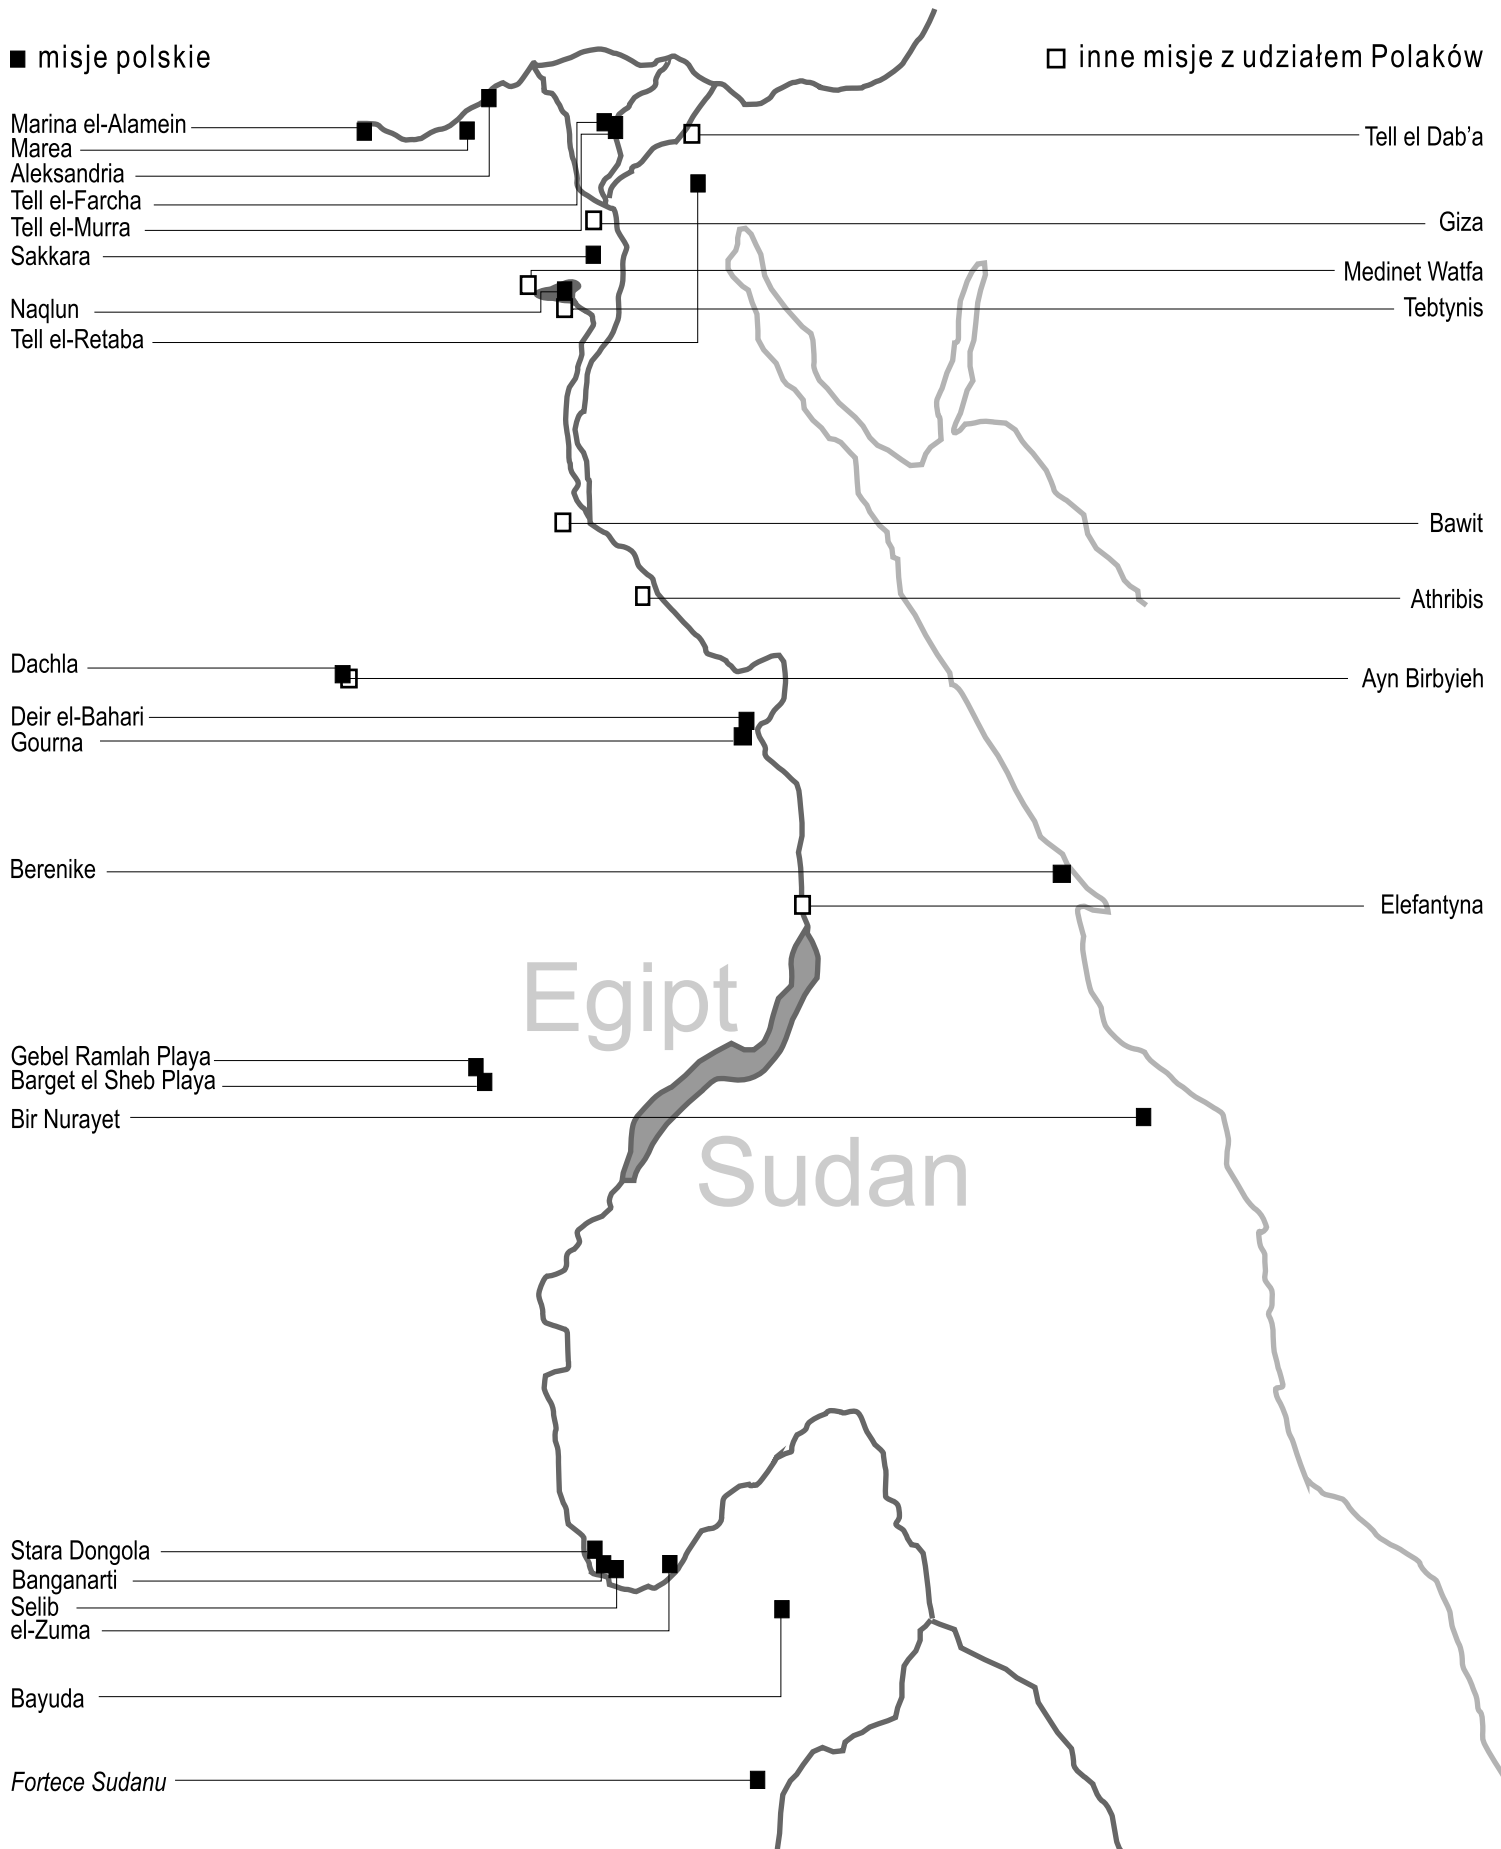 misje polskie
inne misje z udziałem Polaków
Marina el-Alamein
Marea
Aleksandria
Tell el-Farcha
Tell el-Murra
Sakkara
Naqlun
Tell el-Retaba
Tell el Dab’a
Giza
Medinet Watfa
Tebtynis
Bawit
Athribis
Dachla
Ayn Birbyieh
Deir el-Bahari
Gourna
Berenike
Elefantyna
Egipt
Gebel Ramlah Playa
Barget el Sheb Playa
Bir Nurayet
Sudan
Stara Dongola
Banganarti
Selib
el-Zuma
Bayuda
Fortece Sudanu